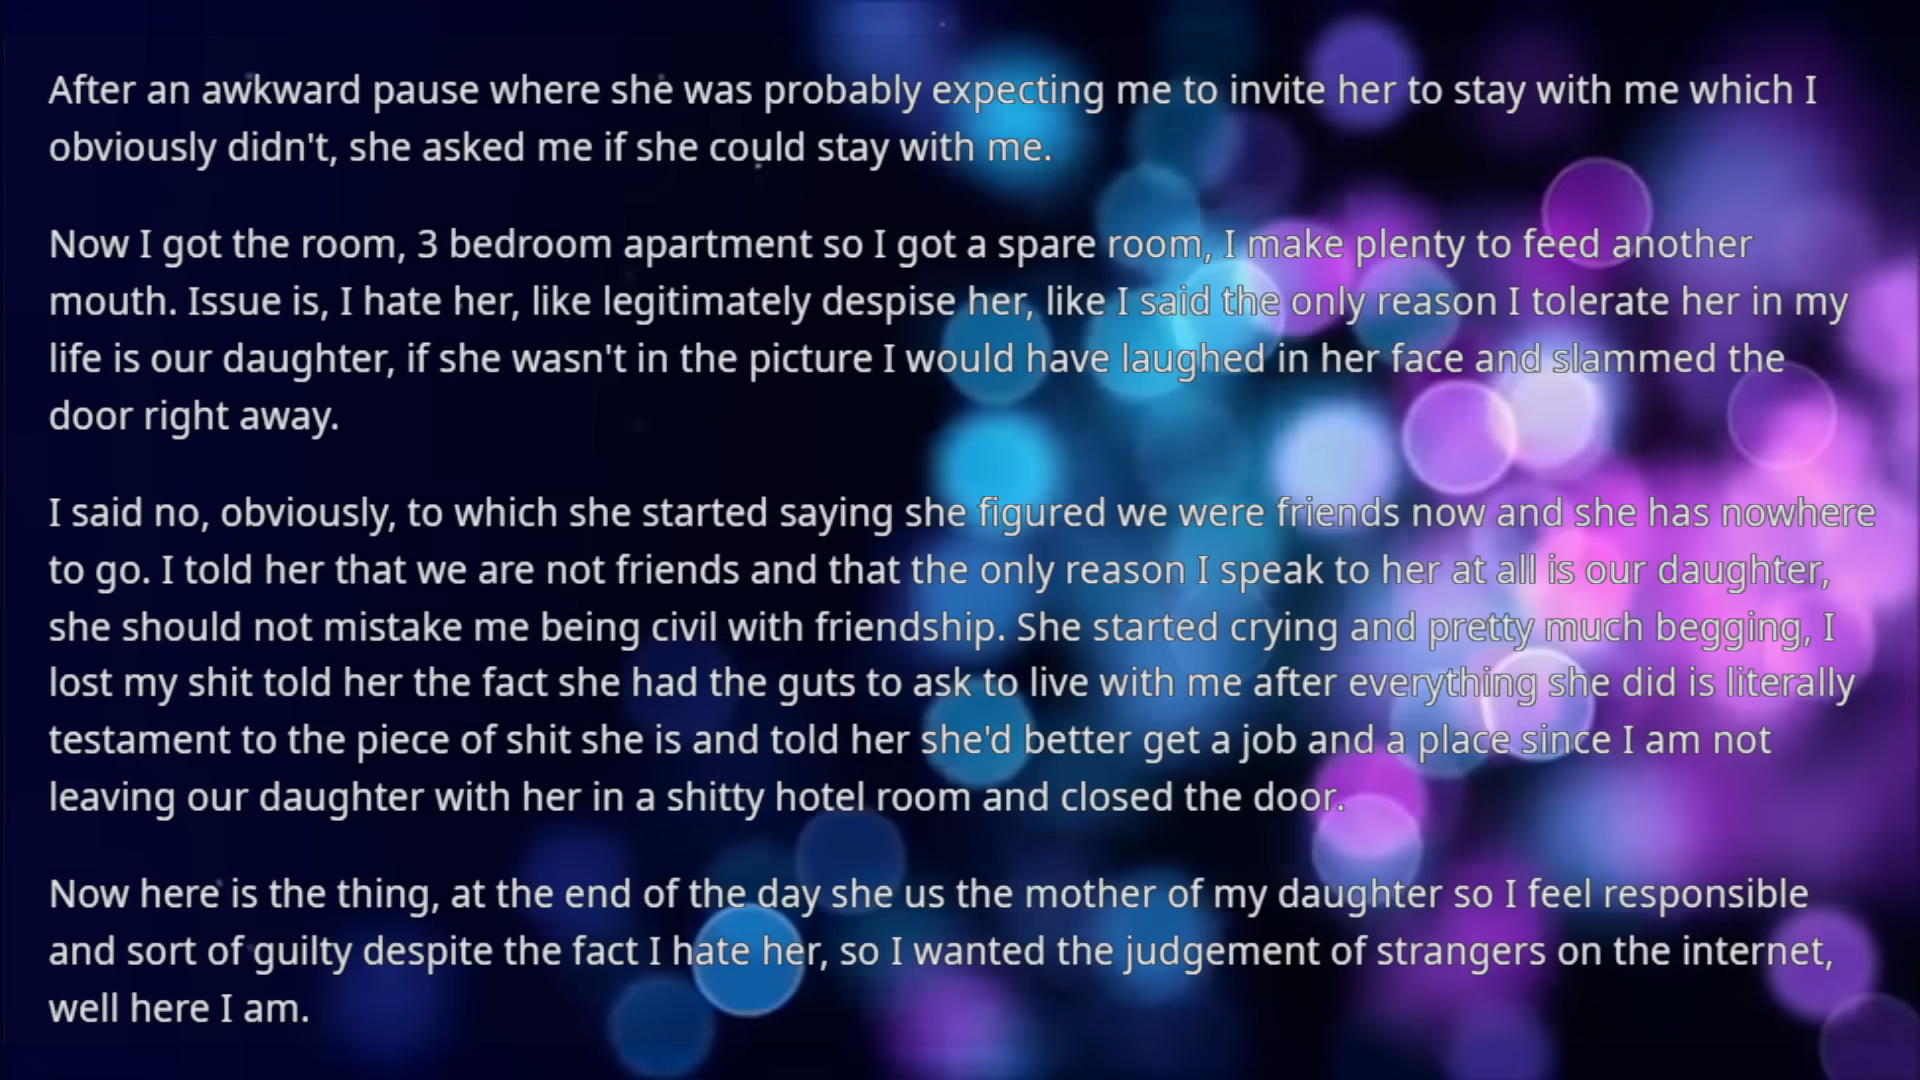 After an awkward pause where she was probably expecting me to invite her to stay with me which I
obviously didn't, she asked me if she could stay with me.
Now I got the room, 3 bedroom apartment so I got a spare room, I make plenty to feed another
mouth. Issue is, I hate her, like legitimately despise her, like I said the only reason I tolerate her in my
life is our daughter, if she wasn't in the picture I would have laughed in her face and slammed the
door right away.
I said no, obviously, to which she started saying she figured we were friends now and she has nowhere
to go. I told her that we are not friends and that the only reason I speak to her at all is our daughter,
she should not mistake me being civil with friendship. She started crying and pretty much begging, I
lost my shit told her the fact she had the guts to ask to live with me after everything she did is literally
testament to the piece of shit she is and told her she'd better get a job and a place since I am not
leaving our daughter with her in a shitty hotel room and closed the door.
Now here is the thing, at the end of the day she us the mother of my daughter so I feel responsible
and sort of guilty despite the fact I hate her, so I wanted the judgement of strangers on the internet,
well here I am.